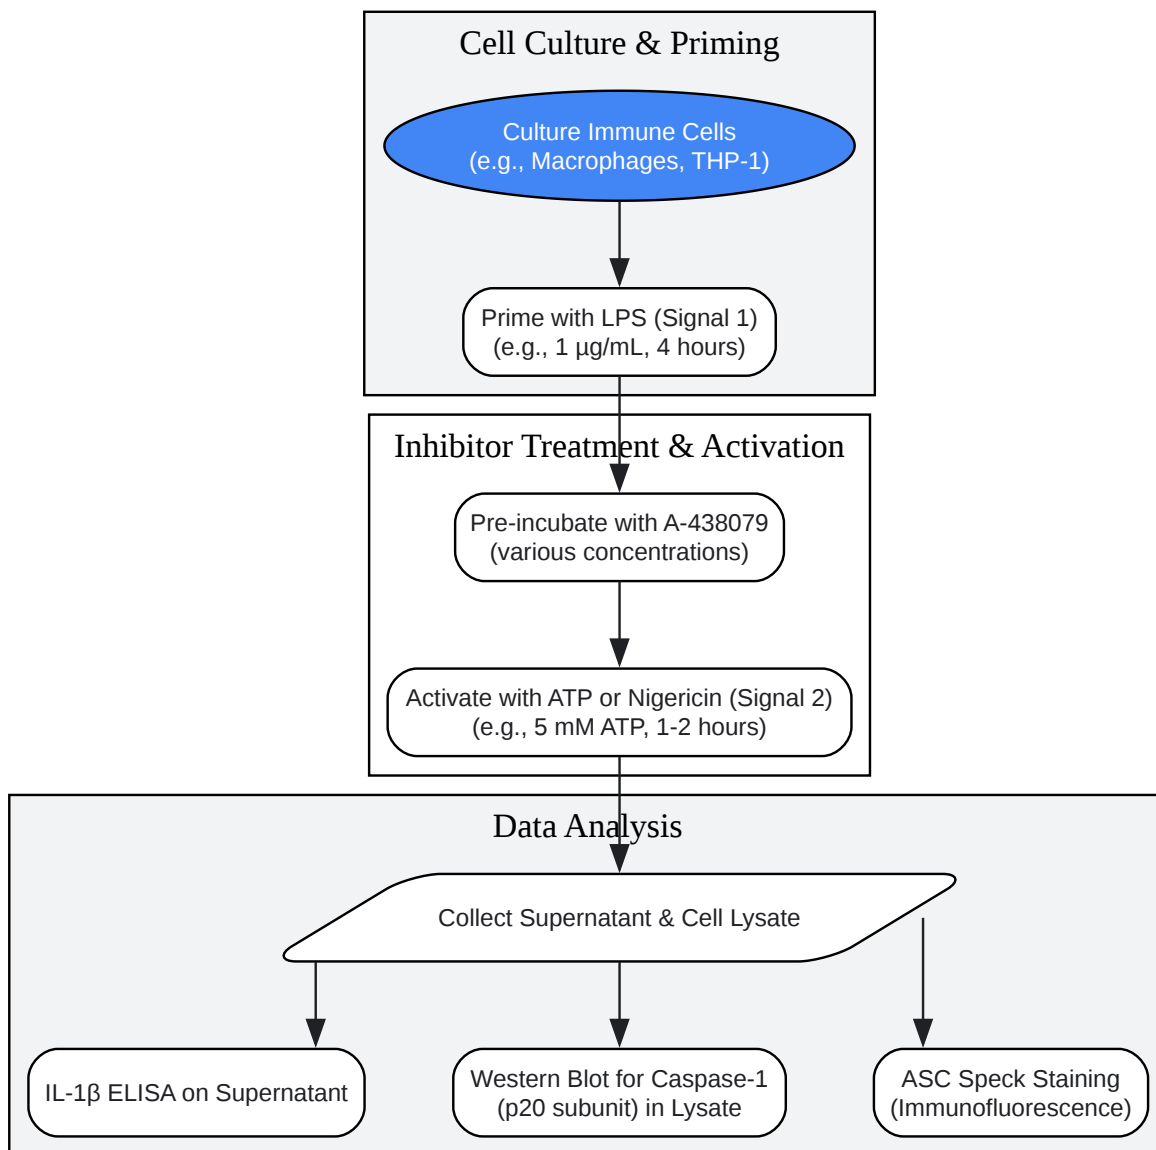 Cell Culture & Priming
Culture Immune Cells
(e.g., Macrophages, THP-1)
Prime with LPS (Signal 1)
(e.g., 1 µg/mL, 4 hours)
Inhibitor Treatment & Activation
Pre-incubate with A-438079
(various concentrations)
Activate with ATP or Nigericin (Signal 2)
(e.g., 5 mM ATP, 1-2 hours)
Data Analysis
Collect Supernatant & Cell Lysate
IL-1β ELISA on Supernatant
Western Blot for Caspase-1
(p20 subunit) in Lysate
ASC Speck Staining
(Immunofluorescence)